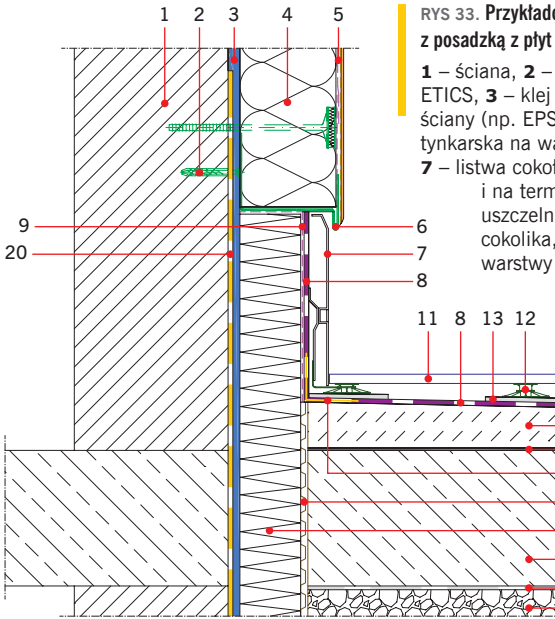 1
2
3
4
5
RYS 33. Przykłado
z posadzką z płyt
1 – ściana, 2 –
ETICS, 3 – klej
ściany (np. EPS
tynkarska na wa
7 – listwa cokoł
i na term
uszczeln
cokolika,
warstwy
9
20
6
7
8
11
8
13
12